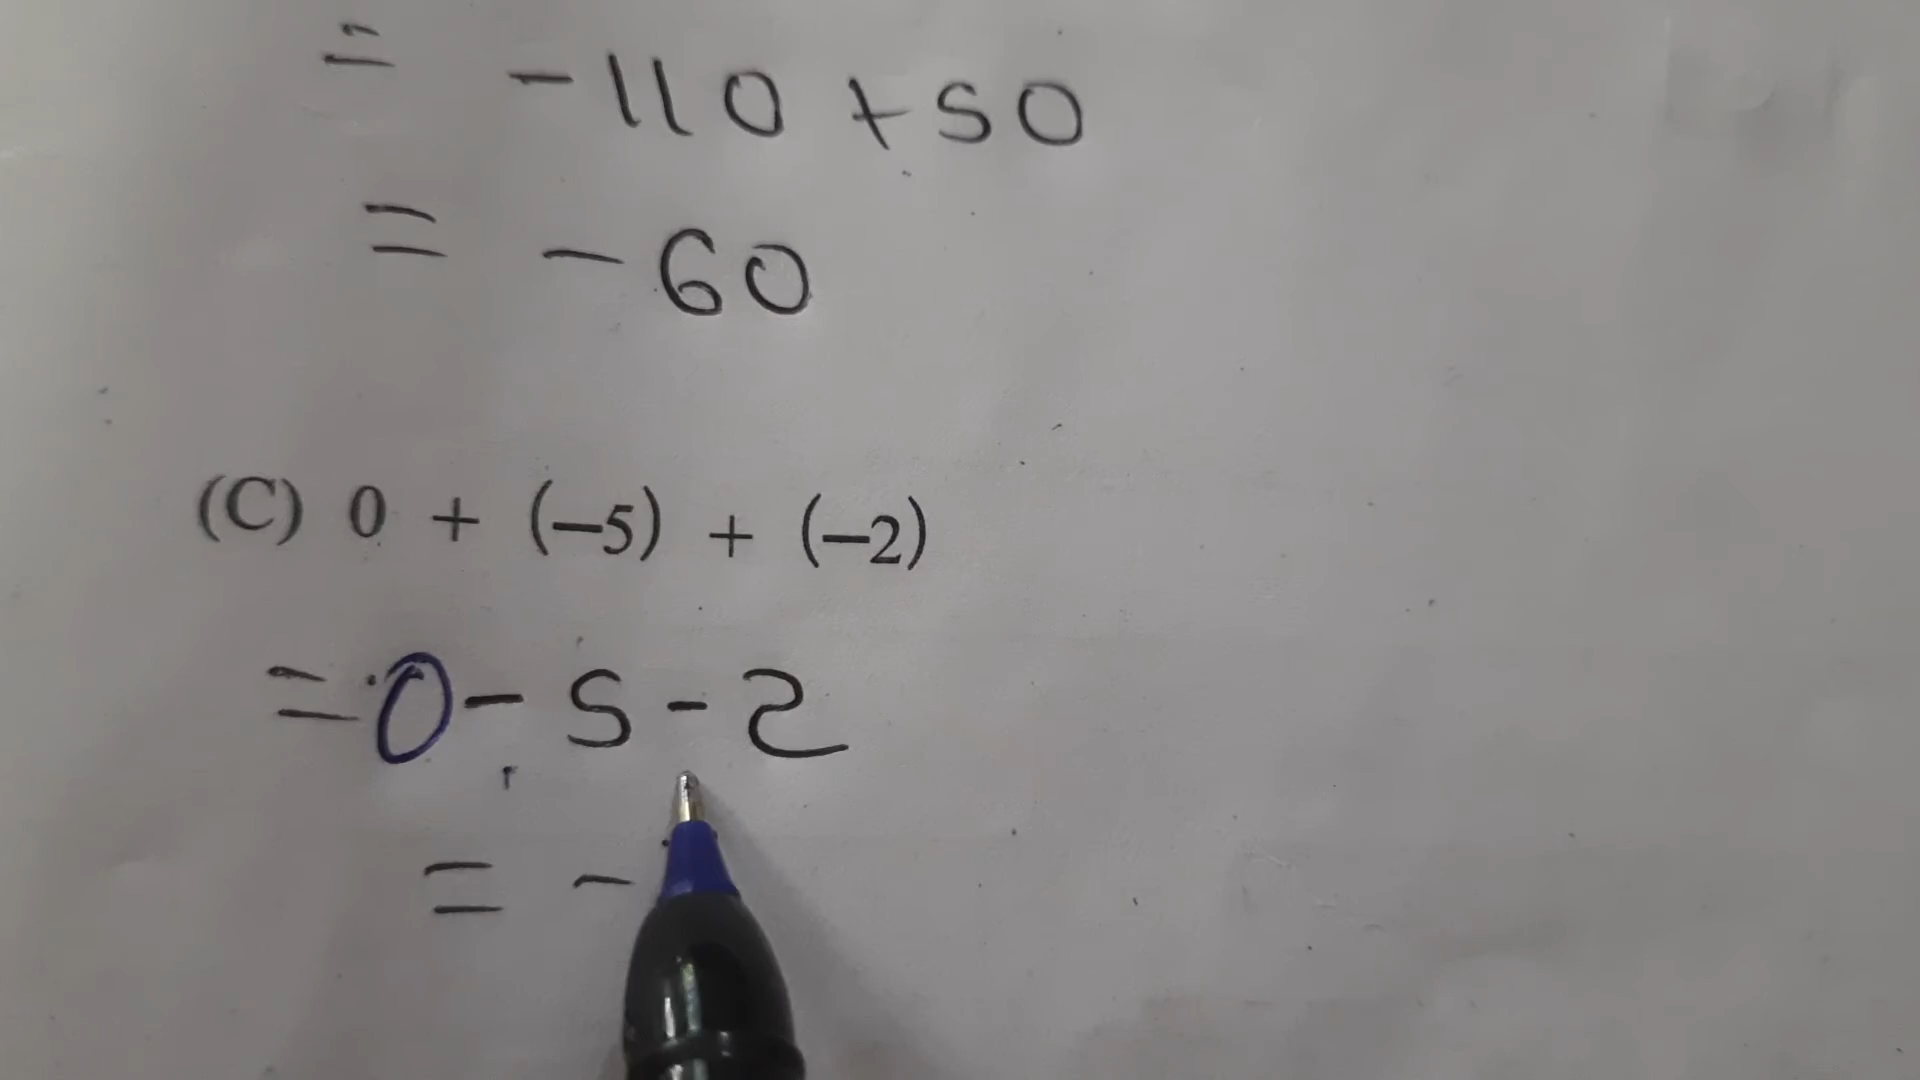 = -110 + 50
= -60
(C) 0 + (−5) + (−2)
= 0 - 5 - 2
= -